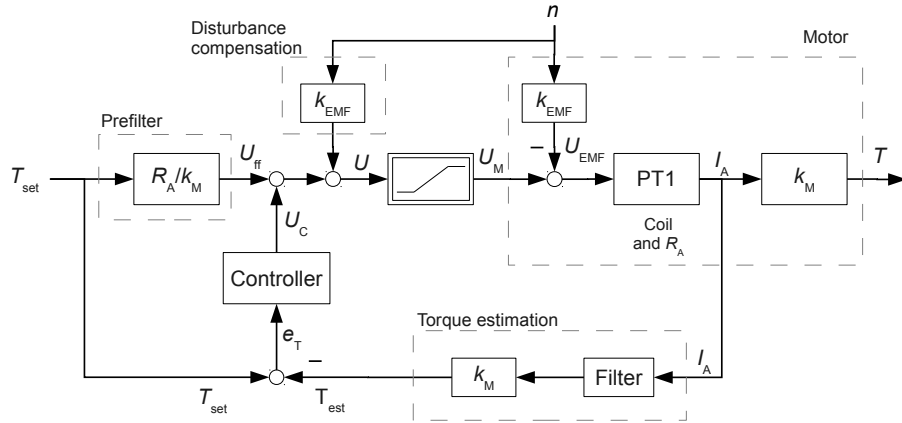 n
Disturbance
compensation
Motor
k_EMF
k_EMF
Prefilter
U_ff
U
U_M
U_EMF
I_A
T
T_set
R_A/k_M
PT1
k_M
U_C
Coil
and R_A
Controller
Torque estimation
e_T
I_A
k_M
Filter
T_set
T_est